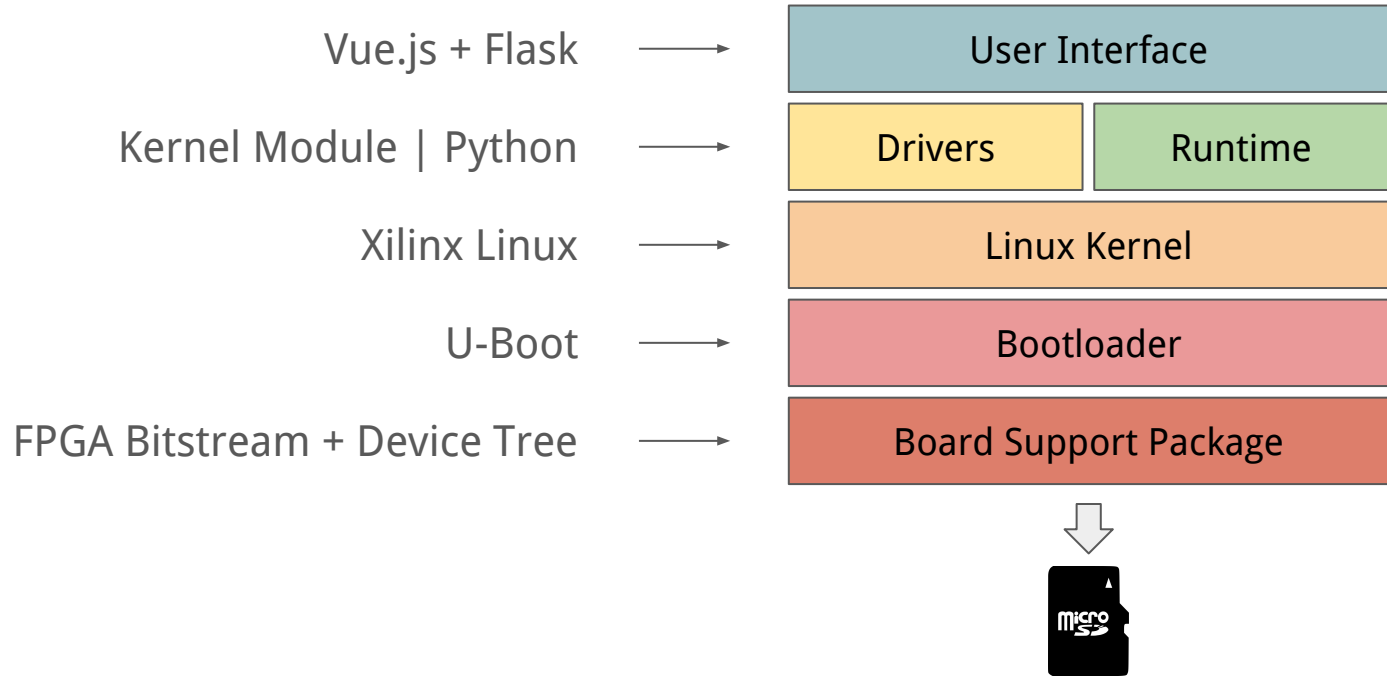 Vue.js + Flask
User Interface
Kernel Module | Python
Drivers
Runtime
Xilinx Linux
Linux Kernel
U-Boot
Bootloader
FPGA Bitstream + Device Tree
Board Support Package
micro
SD